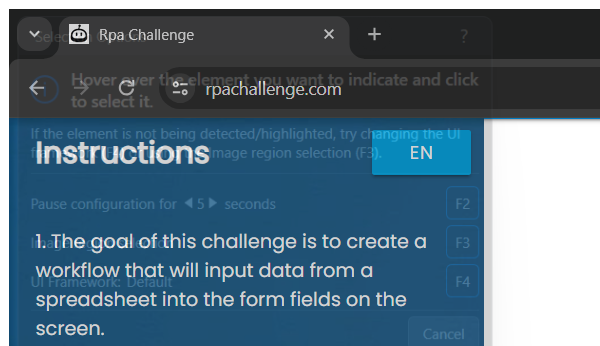 Selection Options
?
Rpa Challenge
Hover over the element you want to indicate and click
to select it.
rpachallenge.com
If the element is not being detected/highlighted, try changing the UI
Image region selection (F3).
Instructions
EN
Pause configuration for 5 seconds
F2
F3
1. The goal of this challenge is to create a
workflow that will input data from a
UI Framework: Default
F4
spreadsheet into the form fields on the
screen.
Cancel